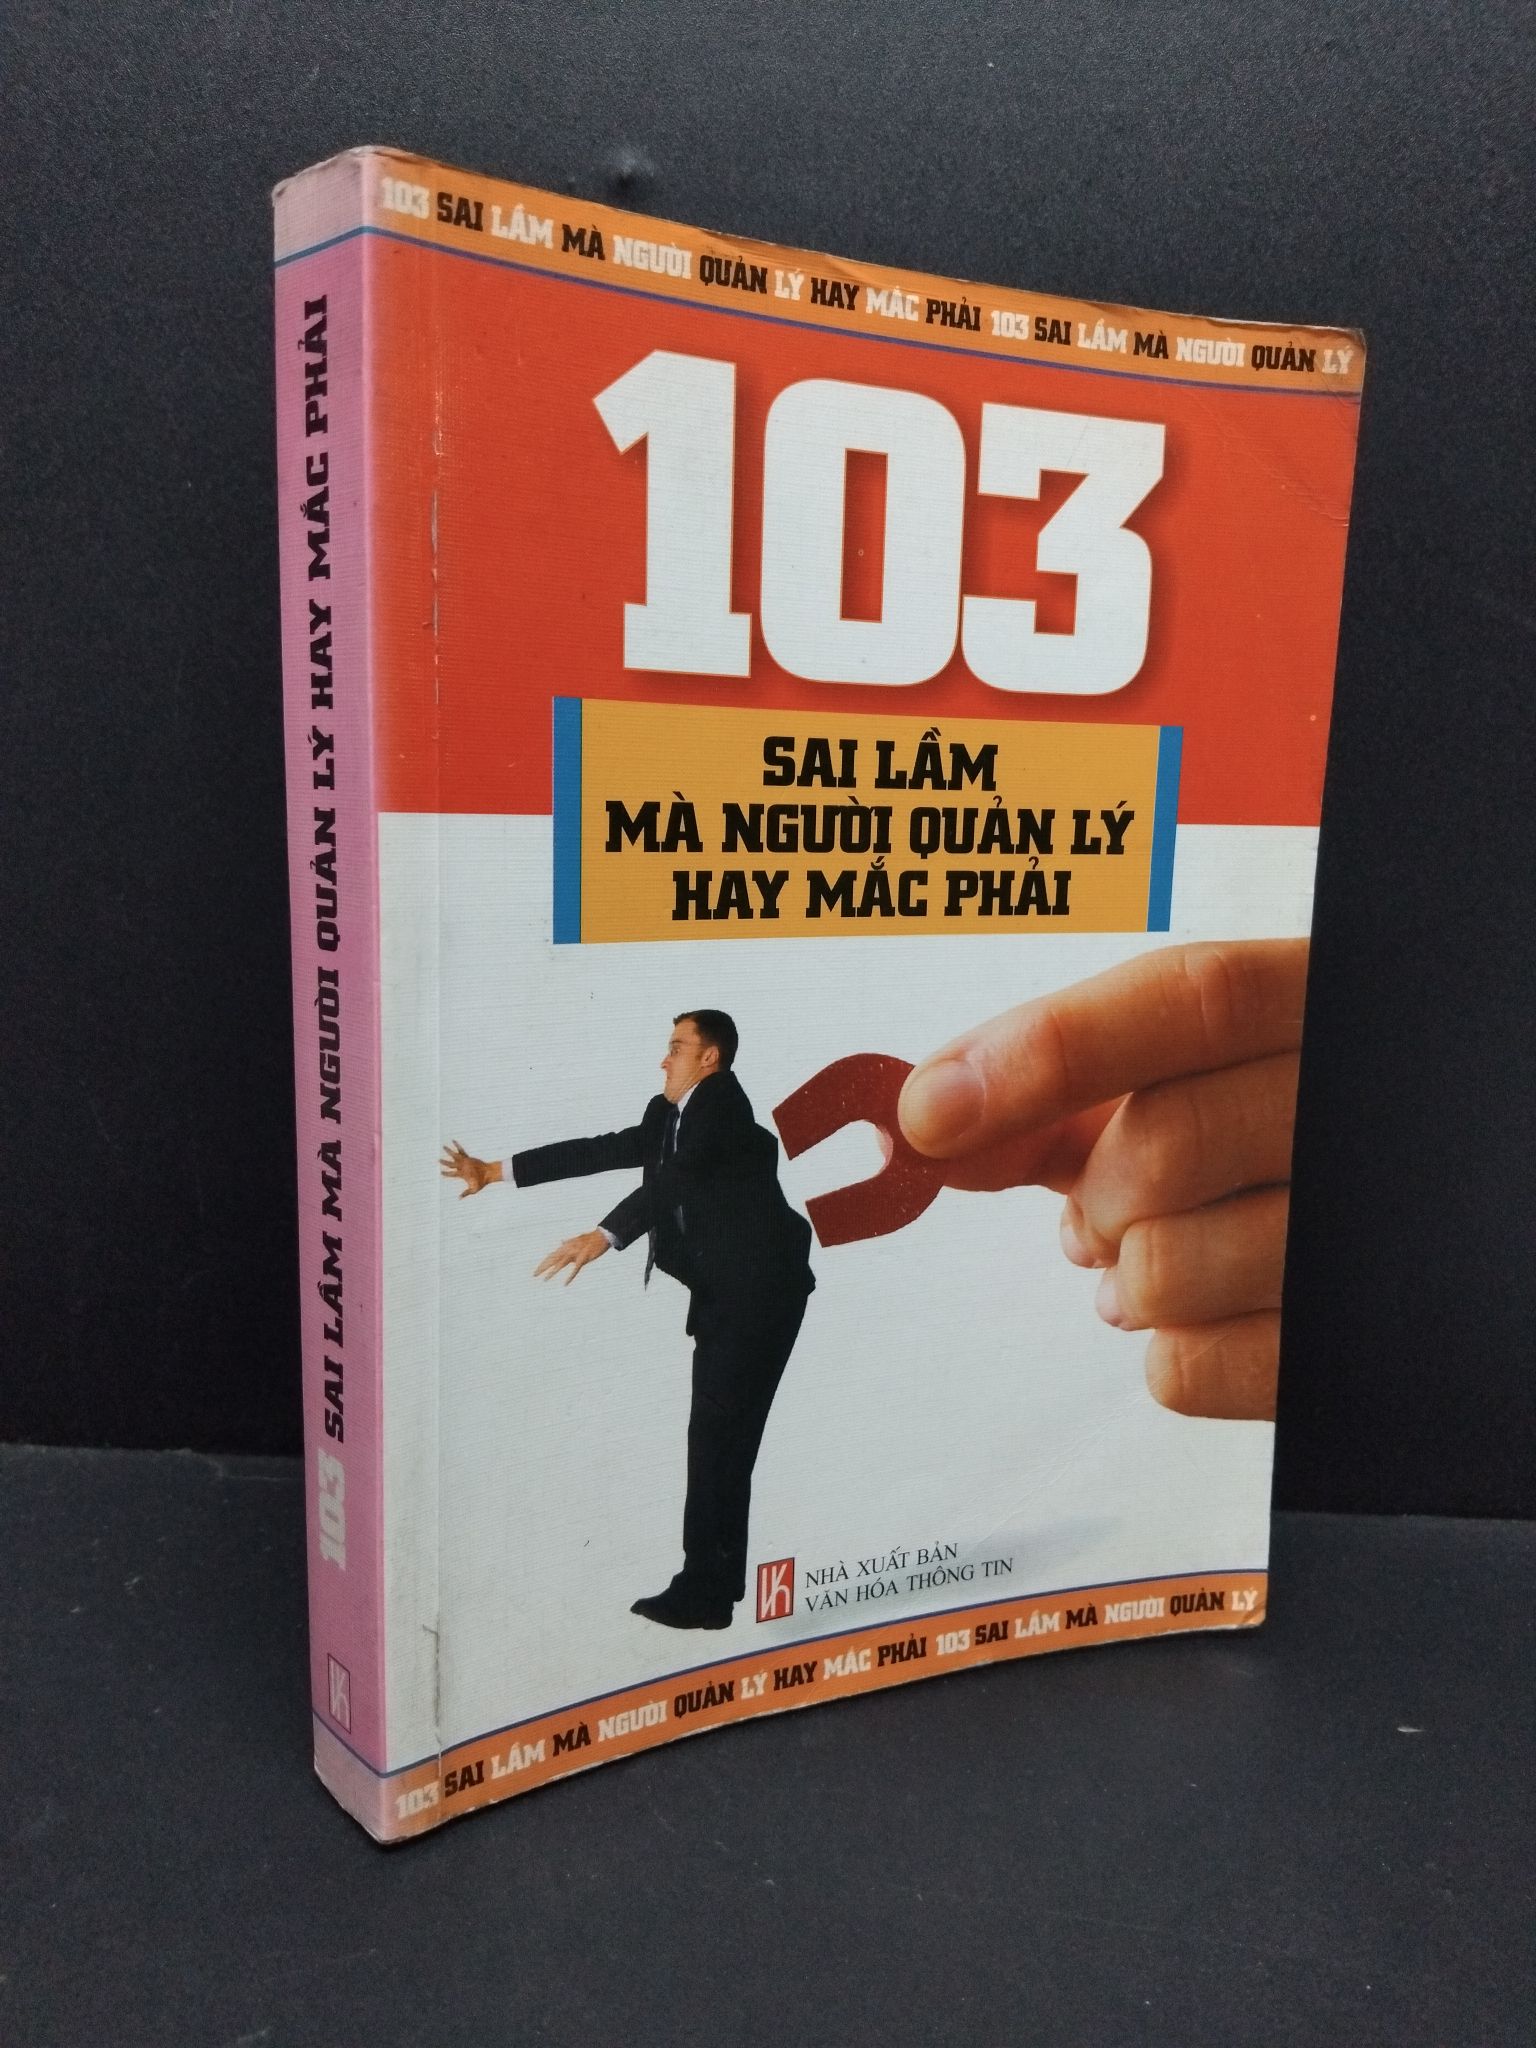 103 SAI LẦM MÀ NGƯỜI QUẢN LÝ HAY MẮC PHẢI 103 SAI LẦM MÀ NGƯỜI QUẢN LÝ
103
SAI LẦM
MÀ NGƯỜI QUẢN LÝ
HAY MẮC PHẢI
NHÀ XUẤT BẢN
VĂN HÓA THÔNG TIN
103 SAI LẦM MÀ NGƯỜI QUẢN LÝ HAY MẮC PHẢI 103 SAI LẦM MÀ NGƯỜI QUẢN LÝ
103 SAI LẦM MÀ NGƯỜI QUẢN LÝ HAY MẮC PHẢI